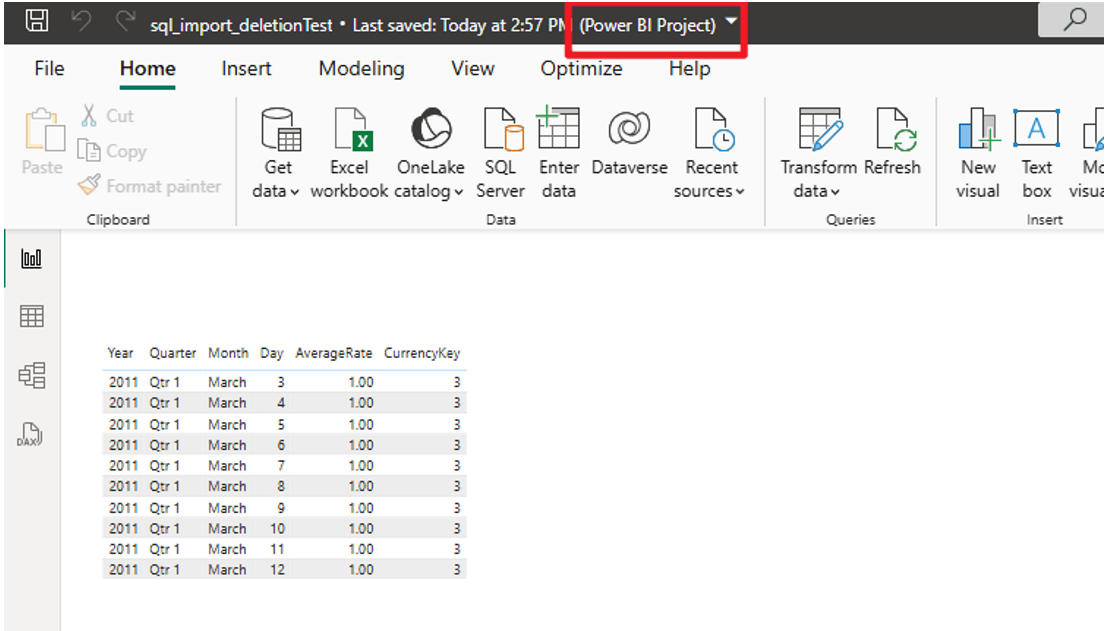 sql_import_deletionTest • Last saved: Today at 2:57 PM (Power BI Project)
File Home Insert Modeling View Optimize Help
Paste
Cut
Copy
Format painter
Clipboard
Get data
Excel workbook
OneLake catalog
SQL Server
Enter data
Dataverse
Recent sources
Data
Transform data
Refresh
Queries
New visual
Text box
Insert
DAX
Year Quarter Month Day AverageRate CurrencyKey
2011 Qtr 1 March 3 1.00 3
2011 Qtr 1 March 4 1.00 3
2011 Qtr 1 March 5 1.00 3
2011 Qtr 1 March 6 1.00 3
2011 Qtr 1 March 7 1.00 3
2011 Qtr 1 March 8 1.00 3
2011 Qtr 1 March 9 1.00 3
2011 Qtr 1 March 10 1.00 3
2011 Qtr 1 March 11 1.00 3
2011 Qtr 1 March 12 1.00 3